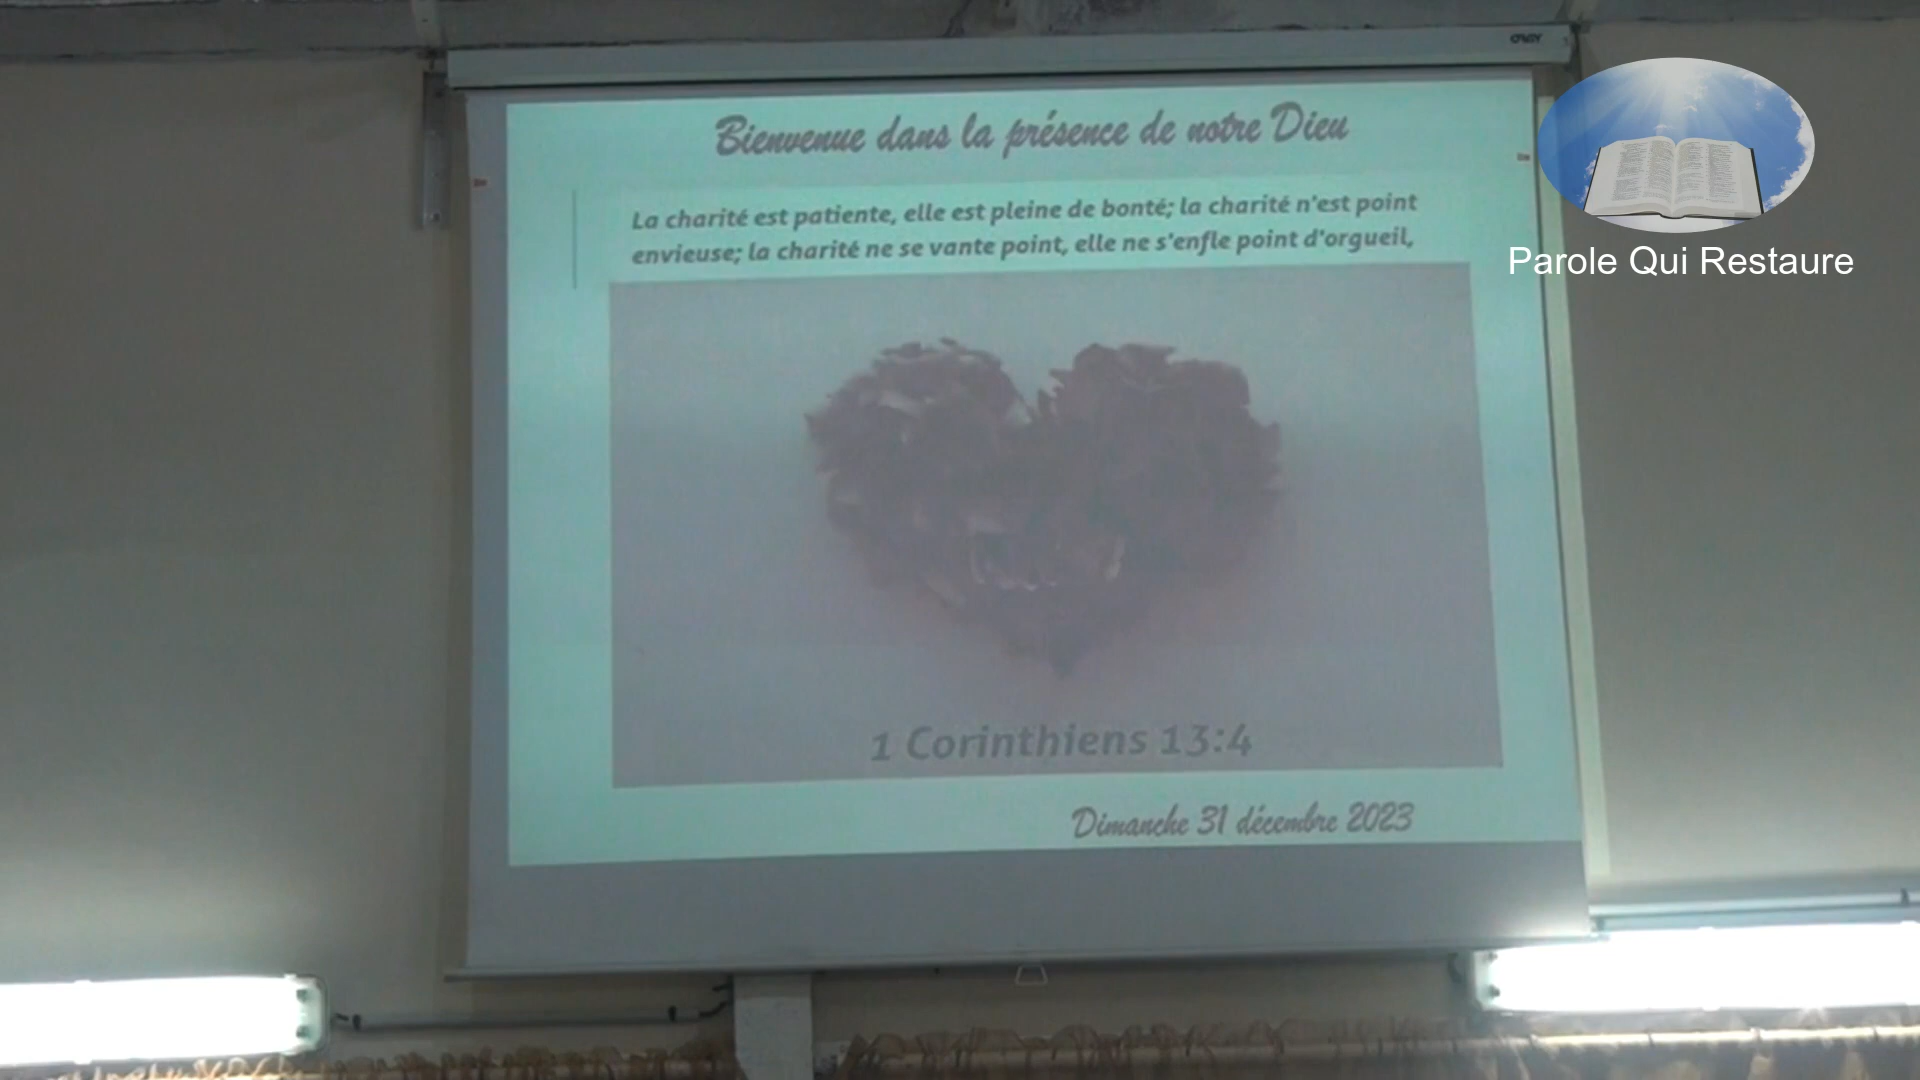 Bienvenue dans la présence de notre Dieu
La charité est patiente, elle est pleine de bonté; la charité n'est point
envieuse; la charité ne se vante point, elle ne s'enfle point d'orgueil,
Parole Qui Restaure
1 Corinthiens 13:4
Dimanche 31 décembre 2023